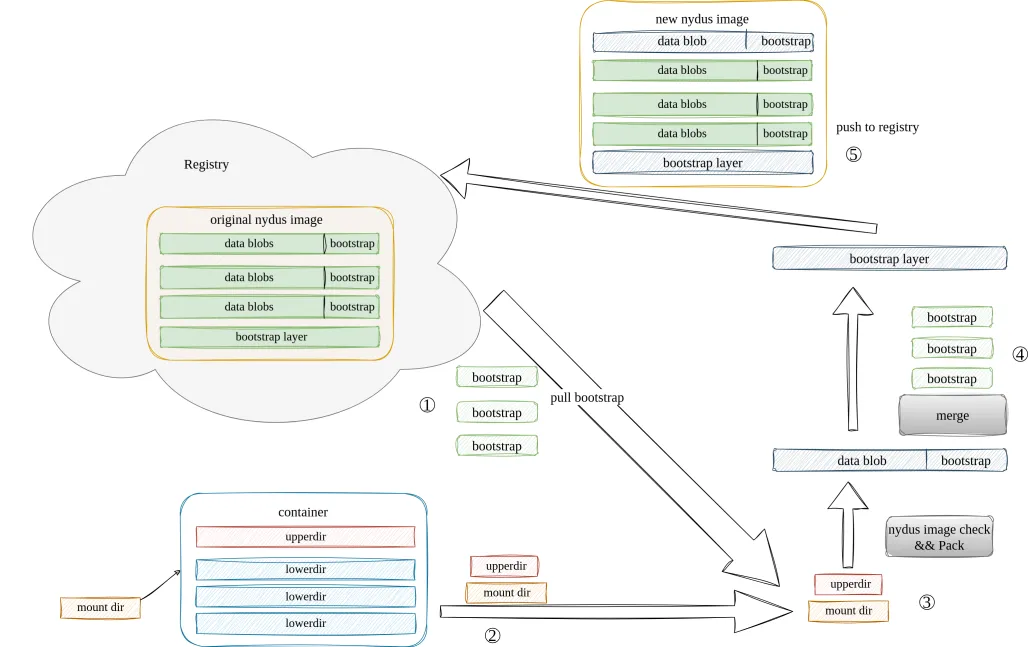 new nydus image
data blob bootstrap
data blobs bootstrap
data blobs bootstrap
data blobs bootstrap
bootstrap layer
push to registry
⑤
Registry
original nydus image
data blobs bootstrap
data blobs bootstrap
data blobs bootstrap
bootstrap layer
bootstrap layer
bootstrap
bootstrap
bootstrap
④
merge
data blob bootstrap
①
bootstrap
bootstrap
bootstrap
pull bootstrap
container
upperdir
lowerdir
lowerdir
lowerdir
mount dir
upperdir
mount dir
②
nydus image check
&& Pack
upperdir
mount dir
③